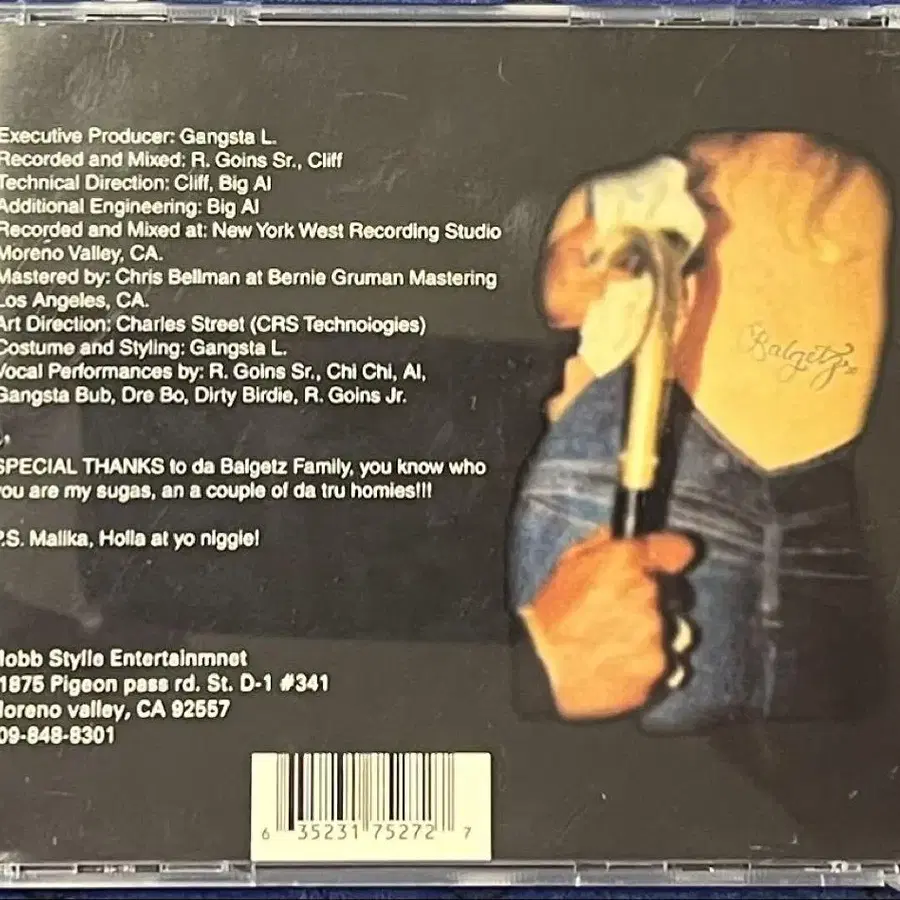 Executive Producer: Gangsta L.
Recorded and Mixed: R. Goins Sr., Cliff
Technical Direction: Cliff, Big Al
Additional Engineering: Big Al
Recorded and Mixed at: New York West Recording Studio
Moreno Valley, CA.
Mastered by: Chris Bellman at Bernie Gruman Mastering
Los Angeles, CA.
Art Direction: Charles Street (CRS Technoiogies)
Costume and Styling: Gangsta L.
Vocal Performances by: R. Goins Sr., Chi Chi, Al,
Gangsta Bub, Dre Bo, Dirty Birdie, R. Goins Jr.
SPECIAL THANKS to da Balgetz Family, you know who
you are my sugas, an a couple of da tru homies!!!
P.S. Malika, Holla at yo niggie!
Balgetz
obb Stylle Entertainmnet
1875 Pigeon pass rd. St. D-1 #341
Moreno valley, CA 92557
09-848-8301
6 35231 75272 7